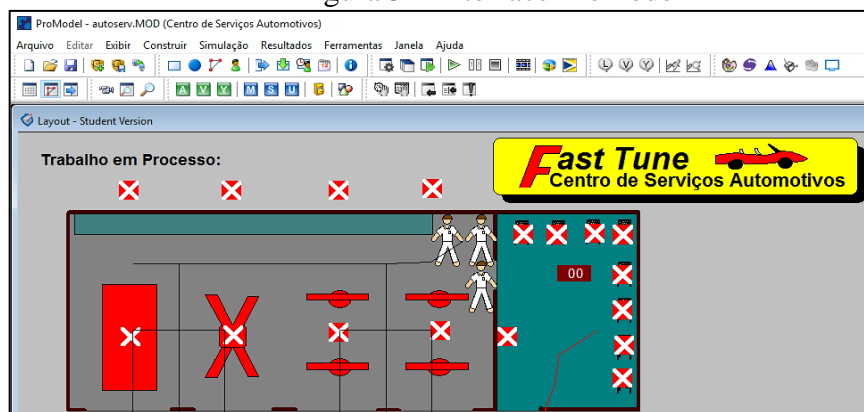 ProModel - autoserv.MOD (Centro de Serviços Automotivos)
Arquivo Editar Exibir Construir Simulação Resultados Ferramentas Janela Ajuda
Layout - Student Version
Trabalho em Processo:
Fast Tune
Centro de Serviços Automotivos
00